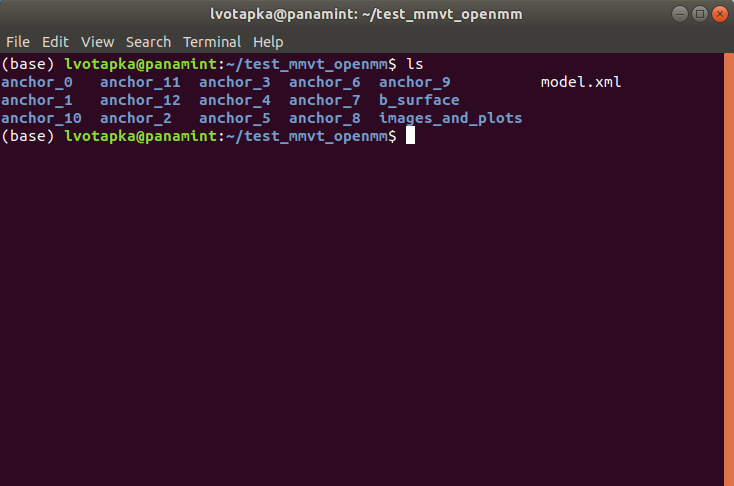 lvotapka@panamint: ~/test_mmvt_openmm
File Edit View Search Terminal Help
(base) lvotapka@panamint:~/test_mmvt_openmm$ ls
anchor_0 anchor_11 anchor_3 anchor_6 anchor_9 model.xml
anchor_1 anchor_12 anchor_4 anchor_7 b_surface
anchor_10 anchor_2 anchor_5 anchor_8 images_and_plots
(base) lvotapka@panamint:~/test_mmvt_openmm$